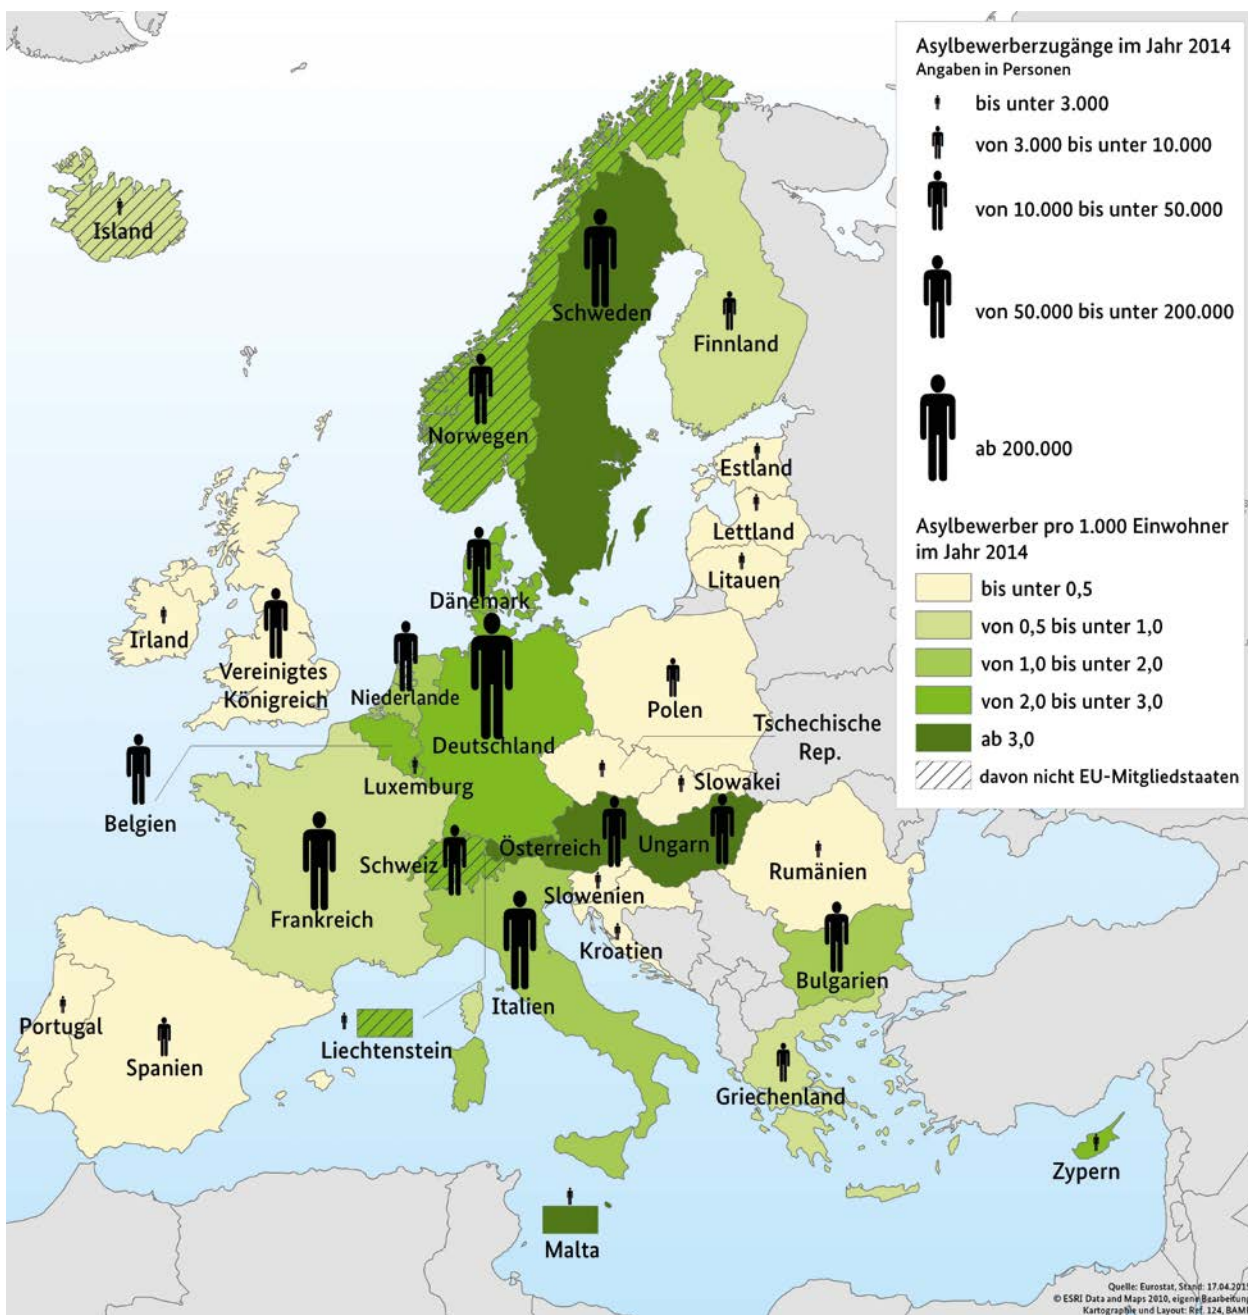 Asylbewerberzugänge im Jahr 2014
Angaben in Personen
bis unter 3.000
von 3.000 bis unter 10.000
von 10.000 bis unter 50.000
von 50.000 bis unter 200.000
ab 200.000
Asylbewerber pro 1.000 Einwohner
im Jahr 2014
bis unter 0,5
von 0,5 bis unter 1,0
von 1,0 bis unter 2,0
von 2,0 bis unter 3,0
ab 3,0
davon nicht EU-Mitgliedstaaten
Island
Schweden
Finnland
Norwegen
Estland
Lettland
Litauen
Dänemark
Irland
Vereinigtes
Königreich
Niederlande
Polen
Deutschland
Tschechische
Rep.
Luxemburg
Slowakei
Belgien
Österreich
Ungarn
Schweiz
Rumänien
Slowenien
Frankreich
Kroatien
Bulgarien
Italien
Portugal
Liechtenstein
Spanien
Griechenland
Zypern
Malta
Quelle: Eurostat, Stand: 17.04.2015
© ESRI Data and Maps 2010, eigene Bearbeitung
Kartographie und Layout: Ref. 124, BAMF